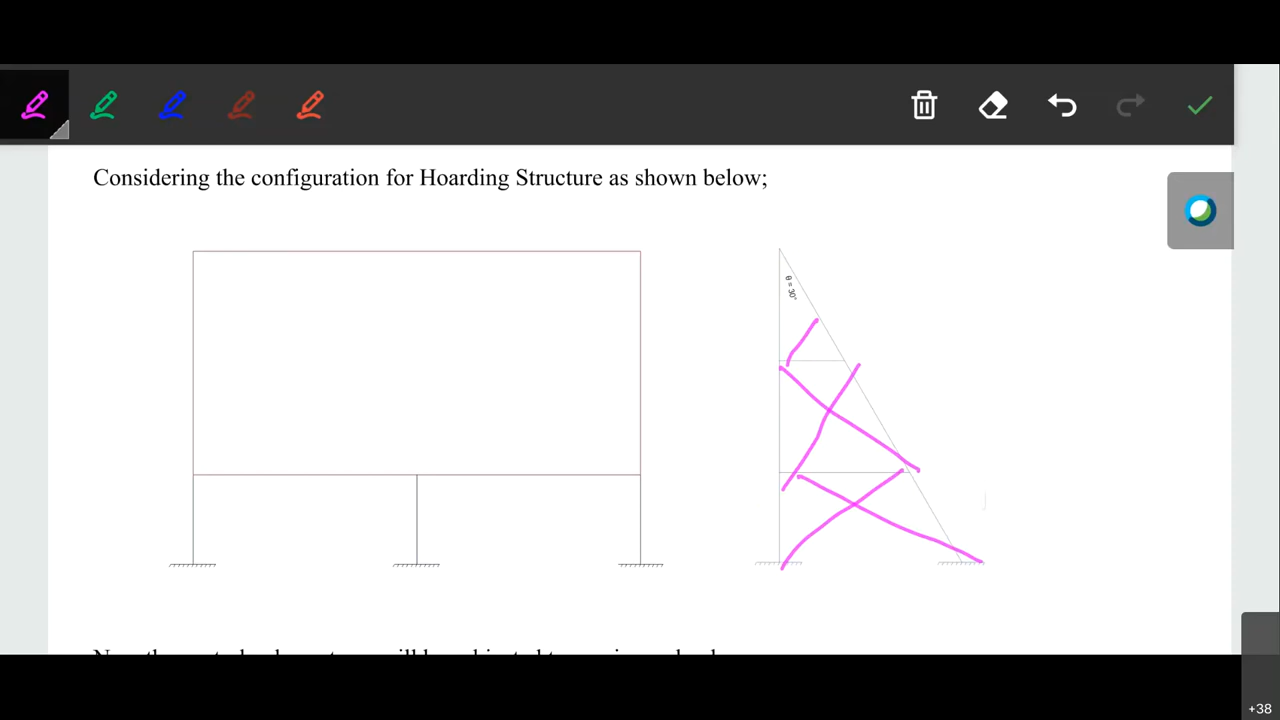 Considering the configuration for Hoarding Structure as shown below;
θ = 30°
+38